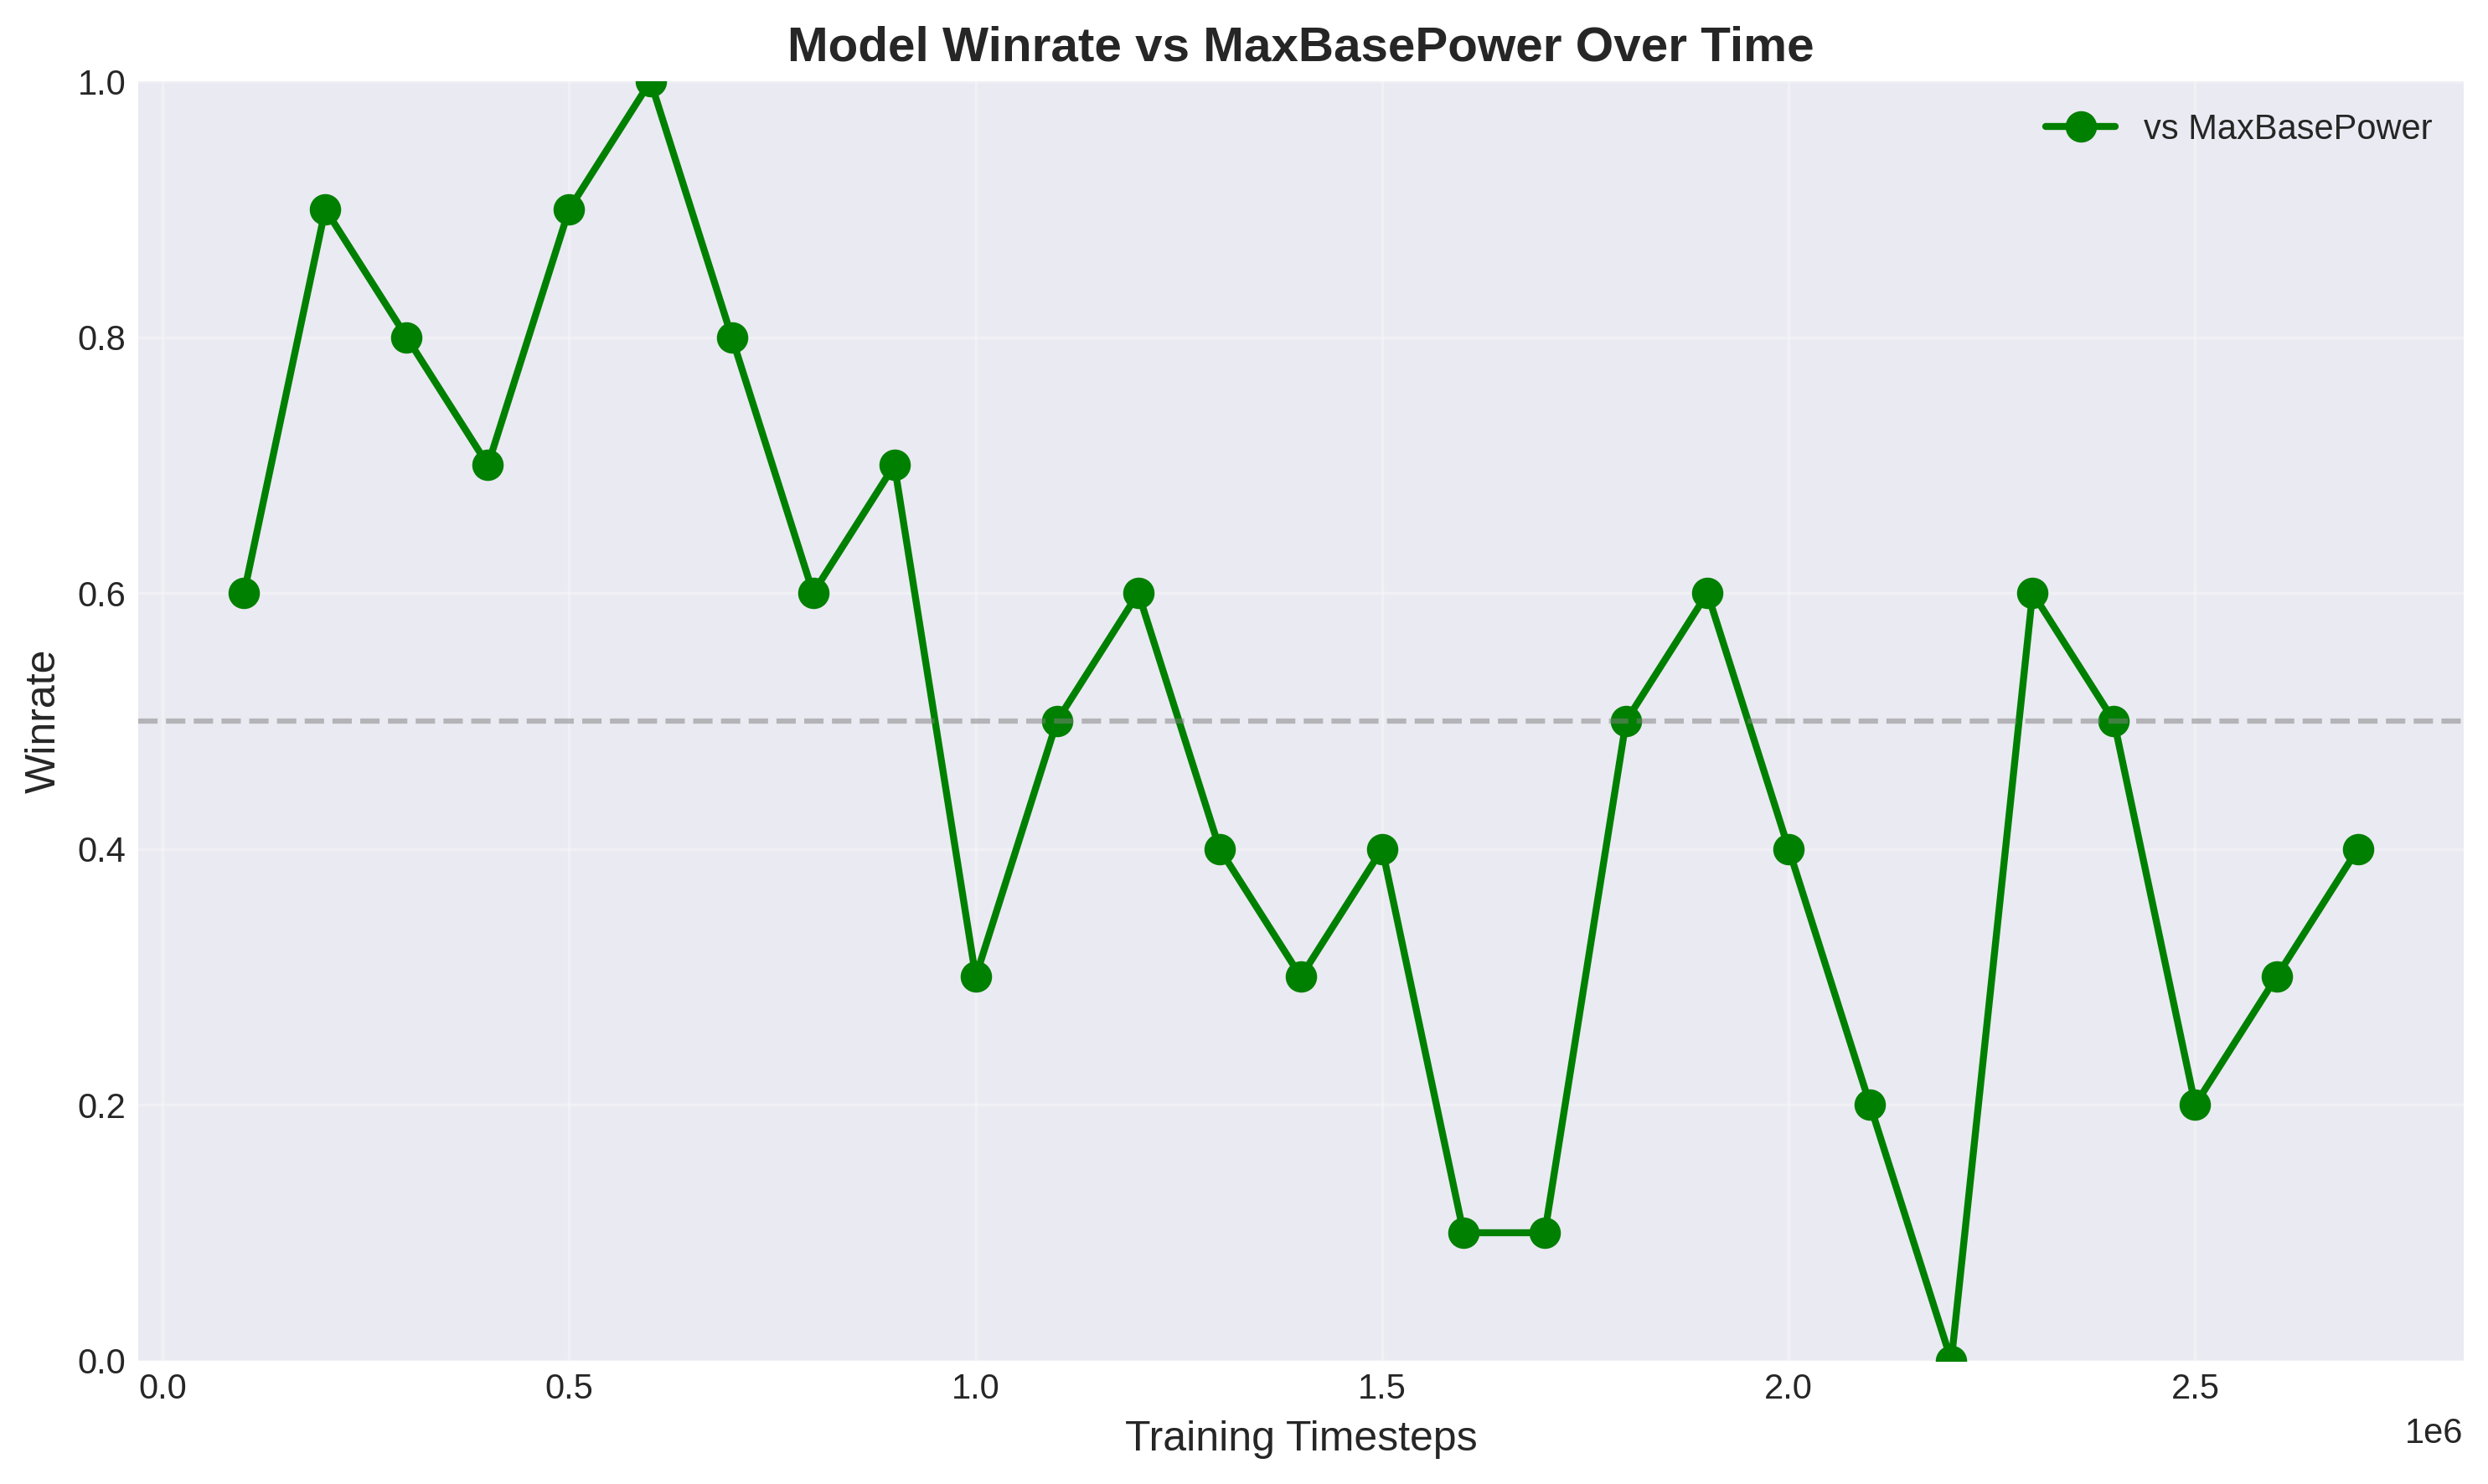 Model Winrate vs MaxBasePower Over Time
vs MaxBasePower
1.0
0.8
0.6
0.4
0.2
0.0
Winrate
0.0 0.5 1.0 1.5 2.0 2.5
1e6
Training Timesteps